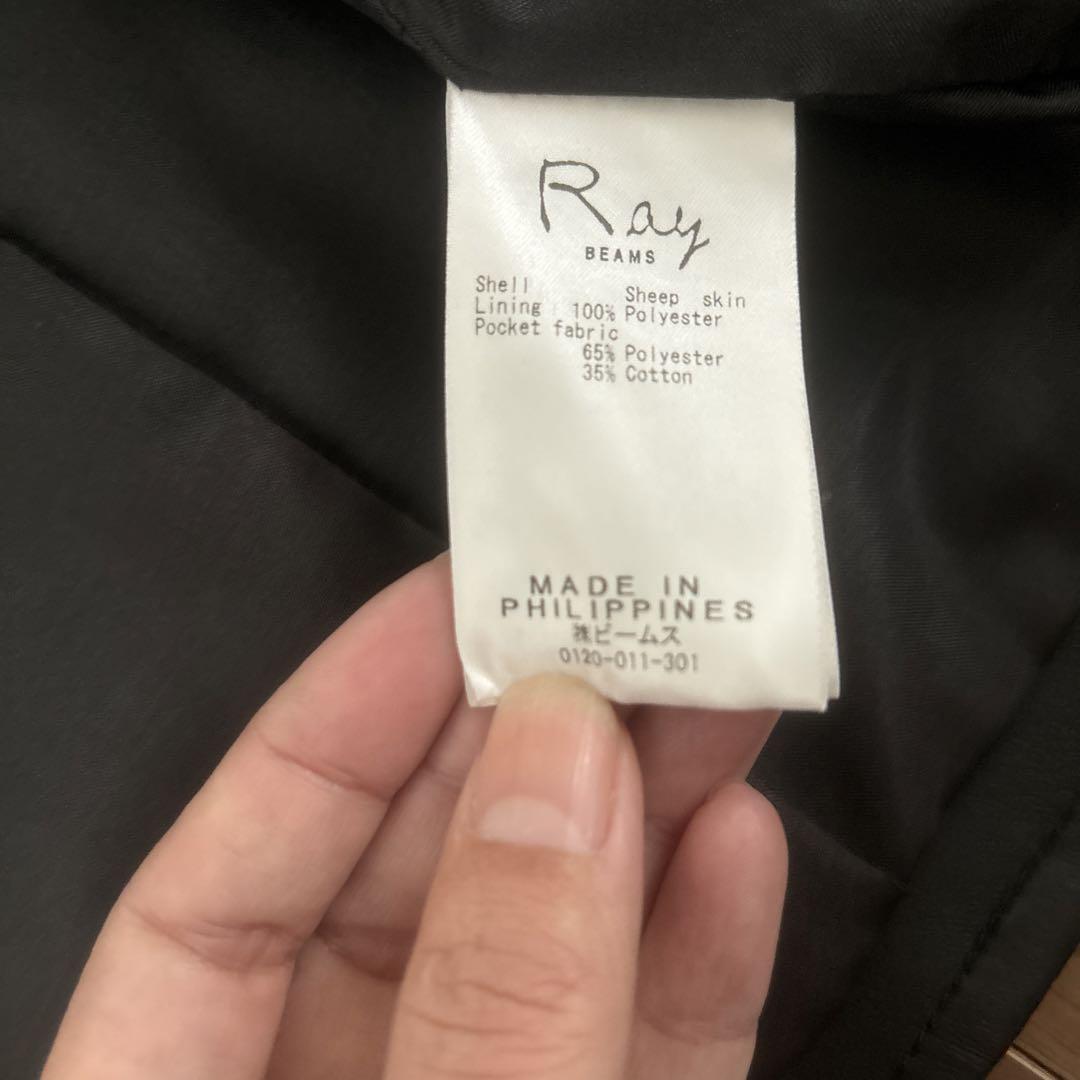 Ray
BEAMS
Shell Sheep skin
Lining 100% Polyester
Pocket fabric
65% Polyester
35% Cotton
MADE IN
PHILIPPINES
㈱ビームス
0120-011-301